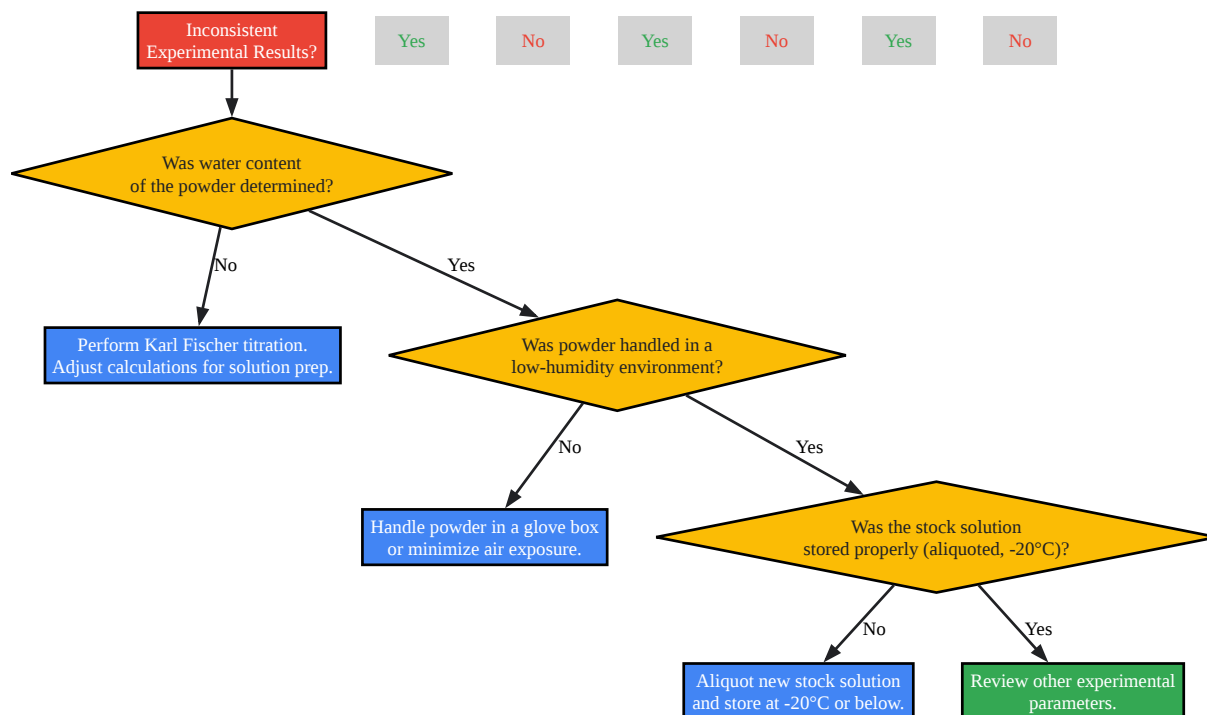 Inconsistent
Experimental Results?
Yes
No
Yes
No
Yes
No
Was water content
of the powder determined?
No
Yes
Perform Karl Fischer titration.
Adjust calculations for solution prep.
Was powder handled in a
low-humidity environment?
No
Yes
Handle powder in a glove box
or minimize air exposure.
Was the stock solution
stored properly (aliquoted, -20°C)?
No
Yes
Aliquot new stock solution
and store at -20°C or below.
Review other experimental
parameters.